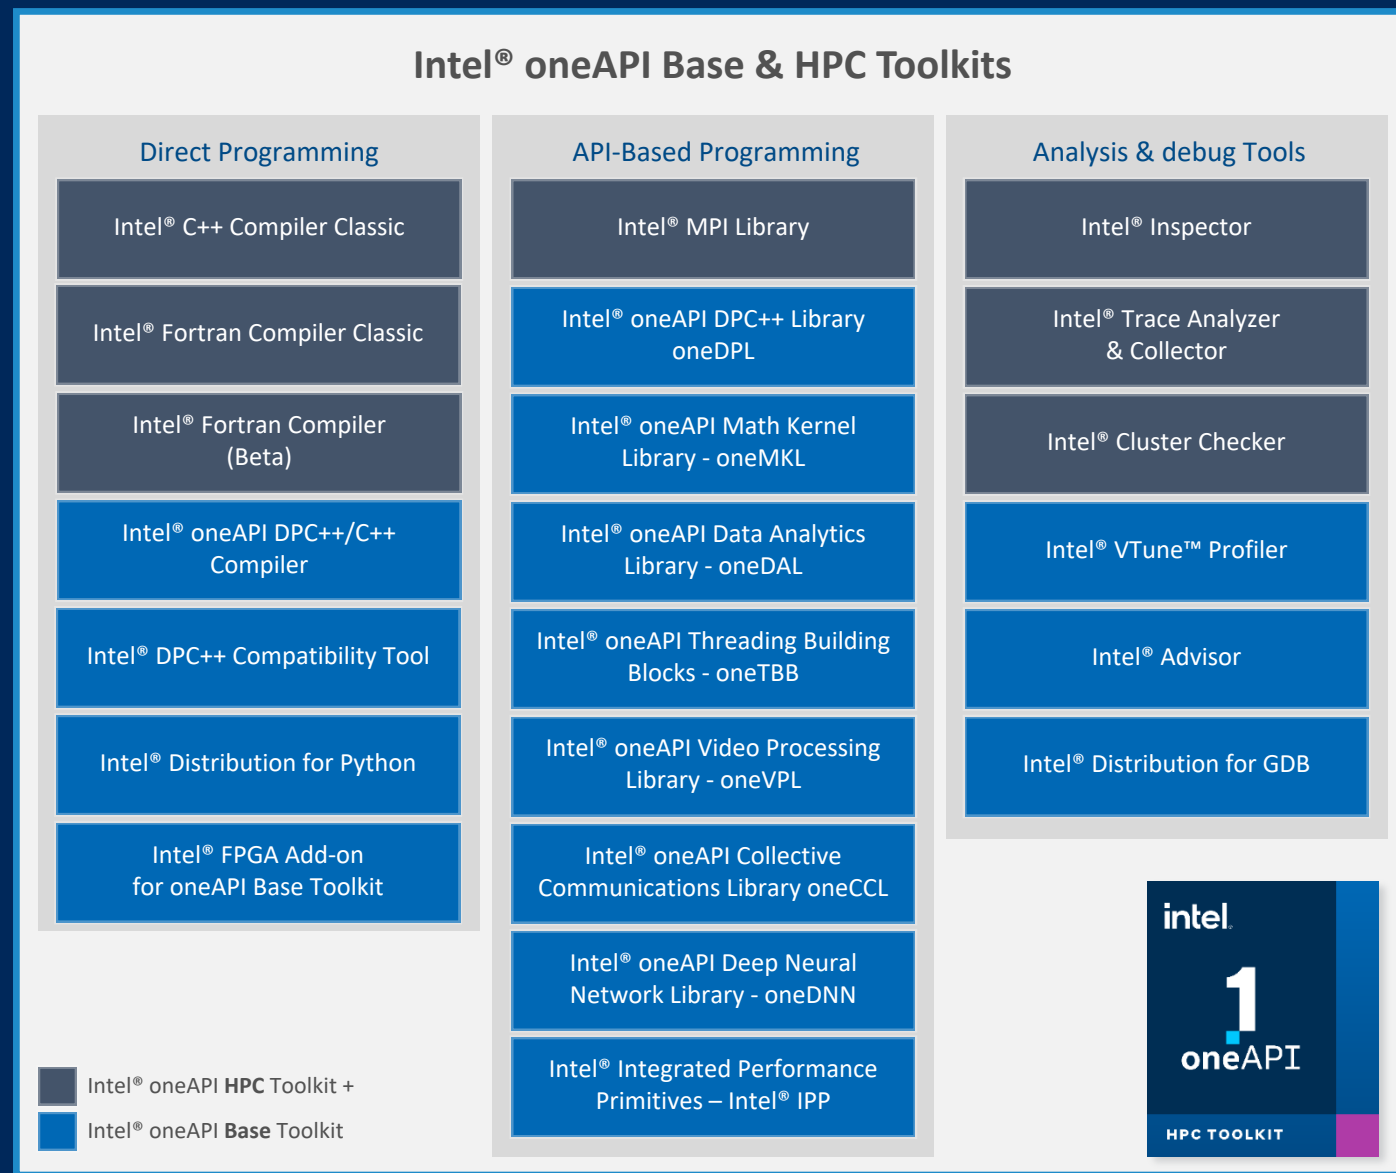 Intel® oneAPI Base & HPC Toolkits
Direct Programming
Intel® C++ Compiler Classic
Intel® Fortran Compiler Classic
Intel® Fortran Compiler
(Beta)
Intel® oneAPI DPC++/C++
Compiler
Intel® DPC++ Compatibility Tool
Intel® Distribution for Python
Intel® FPGA Add-on
for oneAPI Base Toolkit
API-Based Programming
Intel® MPI Library
Intel® oneAPI DPC++ Library
oneDPL
Intel® oneAPI Math Kernel
Library - oneMKL
Intel® oneAPI Data Analytics
Library - oneDAL
Intel® oneAPI Threading Building
Blocks - oneTBB
Intel® oneAPI Video Processing
Library - oneVPL
Intel® oneAPI Collective
Communications Library oneCCL
Intel® oneAPI Deep Neural
Network Library - oneDNN
Intel® Integrated Performance
Primitives – Intel® IPP
Analysis & debug Tools
Intel® Inspector
Intel® Trace Analyzer
& Collector
Intel® Cluster Checker
Intel® VTune™ Profiler
Intel® Advisor
Intel® Distribution for GDB
Intel® oneAPI HPC Toolkit +
Intel® oneAPI Base Toolkit
intel.
1
oneAPI
HPC TOOLKIT